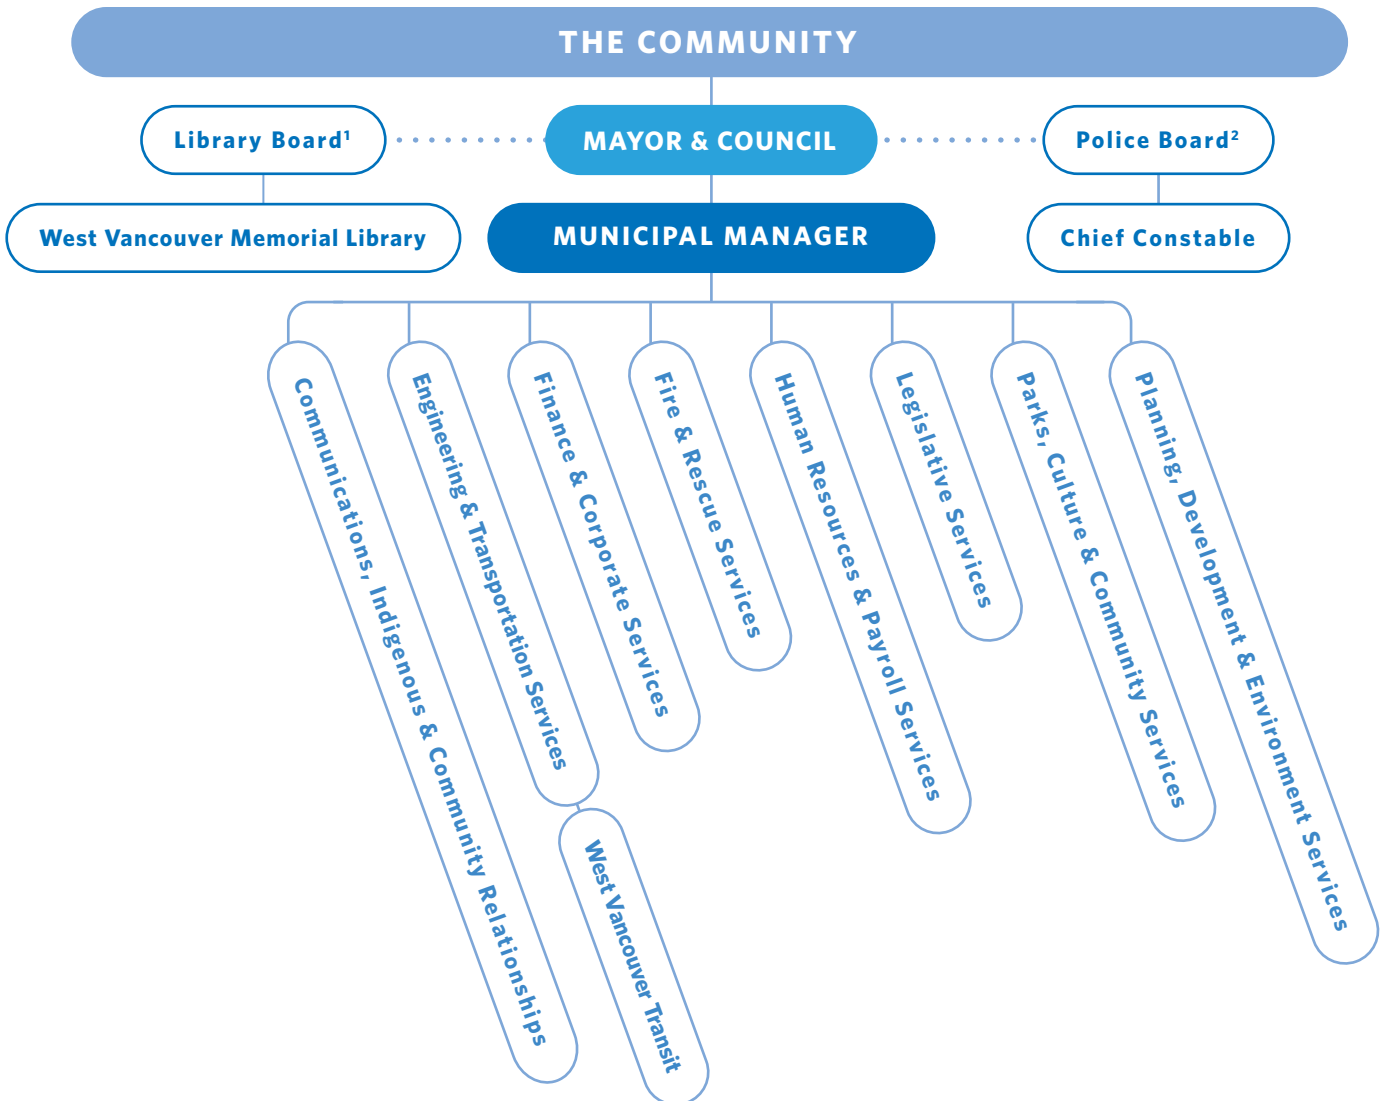 THE COMMUNITY
Library Board¹
MAYOR & COUNCIL
Police Board²
West Vancouver Memorial Library
MUNICIPAL MANAGER
Chief Constable
Communications, Indigenous & Community Relationships
Engineering & Transportation Services
Finance & Corporate Services
Fire & Rescue Services
Human Resources & Payroll Services
Legislative Services
Parks, Culture & Community Services
Planning, Development & Environment Services
West Vancouver Transit